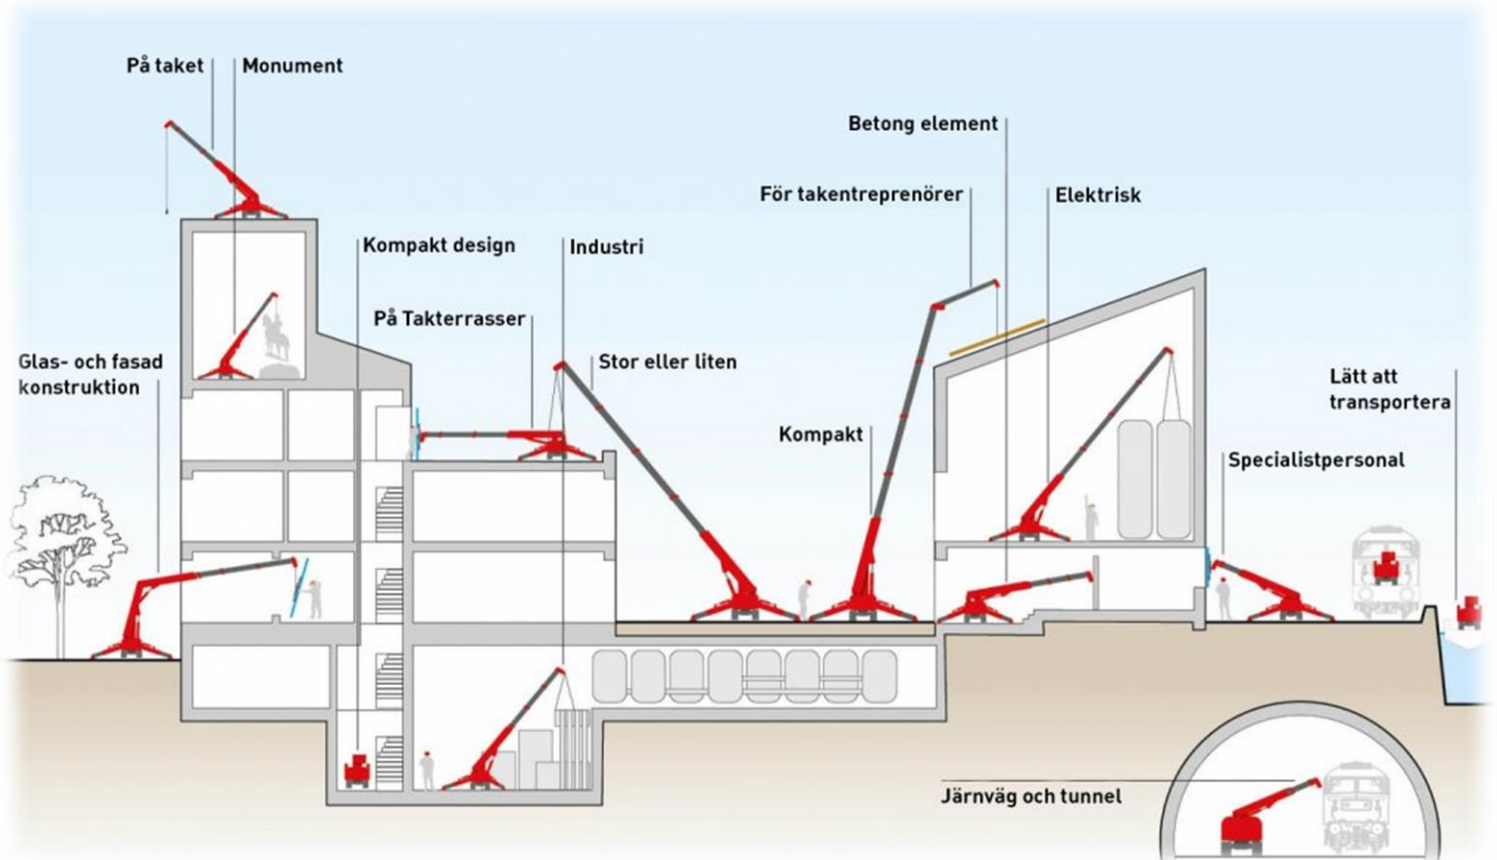 På taket
Monument
Betong element
För takentreprenörer
Elektrisk
Kompakt design
Industri
På Takterrasser
Glas- och fasad
konstruktion
Stor eller liten
Lätt att
transportera
Kompakt
Specialistpersonal
Järnväg och tunnel